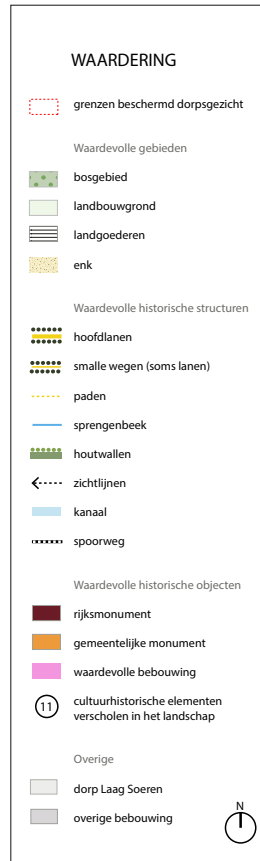 WAARDERING
grenzen beschermd dorpsgezicht
Waardevolle gebieden
bosgebied
landbouwgrond
landgoederen
enk
Waardevolle historische structuren
hoofdlanen
smalle wegen (soms lanen)
paden
sprengenbeek
houtwallen
zichtlijnen
kanaal
spoorweg
Waardevolle historische objecten
rijksmonument
gemeentelijke monument
waardevolle bebouwing
11 cultuurhistorische elementen
verscholen in het landschap
Overige
dorp Laag Soeren
overige bebouwing
N